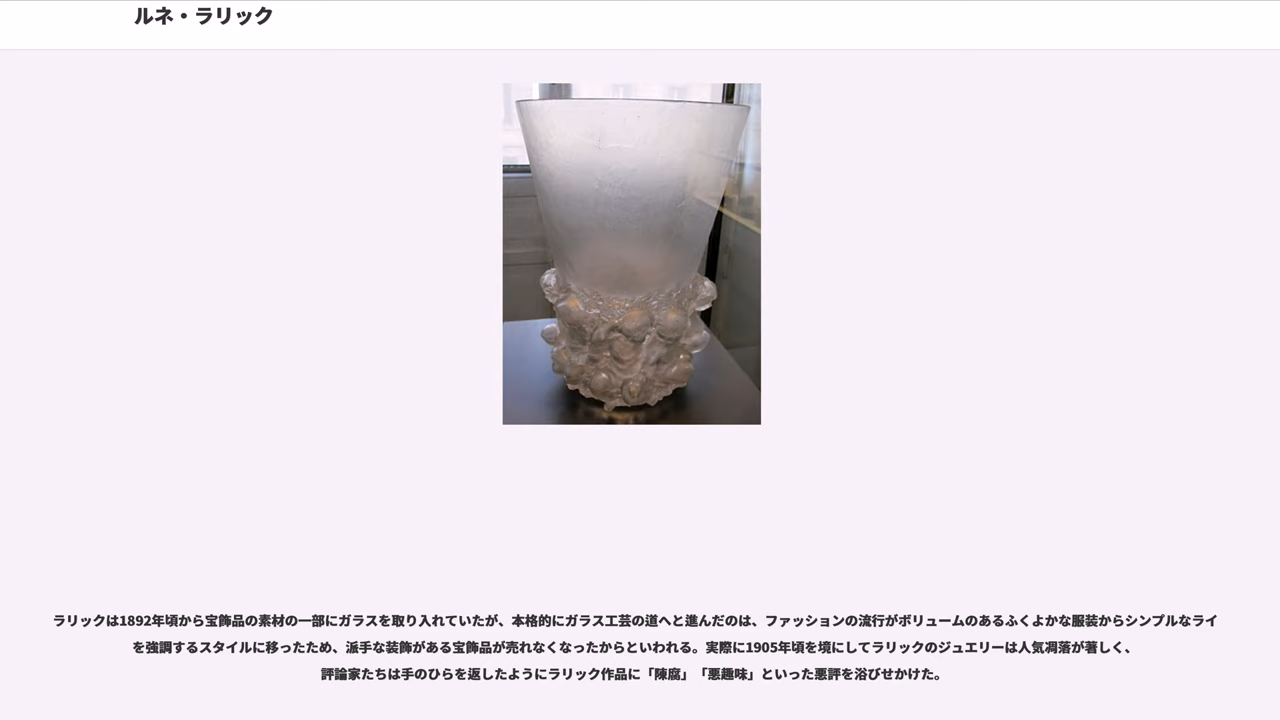 ルネ・ラリック
ラリックは1892年頃から宝飾品の素材の一部にガラスを取り入れていたが、本格的にガラス工芸の道へと進んだのは、ファッションの流行がボリュームのあるふくよかな服装からシンプルなライ
を強調するスタイルに移ったため、派手な装飾がある宝飾品が売れなくなったからといわれる。実際に1905年頃を境にしてラリックのジュエリーは人気凋落が著しく、
評論家たちは手のひらを返したようにラリック作品に「陳腐」「悪趣味」といった悪評を浴びせかけた。